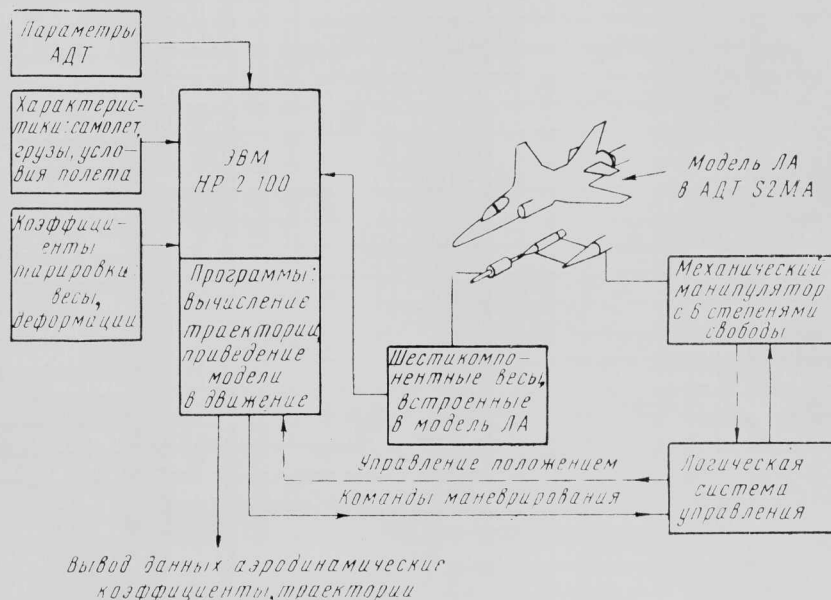 Параметры
АДТ
Характерис-
тики: самолет,
грузы, усло-
вия полета
Коэффици-
енты
тарировки
весы,
деформации
ЭВМ
HP 2 100
Программы:
вычисление
траектории,
приведение
модели
в движение
Модель ЛА
в АДТ S2MA
Механический
манипулятор
с 6 степенями
свободы
Шестикомпо-
нентные весы,
встроенные
в модель ЛА
Управление положением
Команды маневрирования
Логическая
система
управления
Вывод данных аэродинамические
коэффициенты, траектории